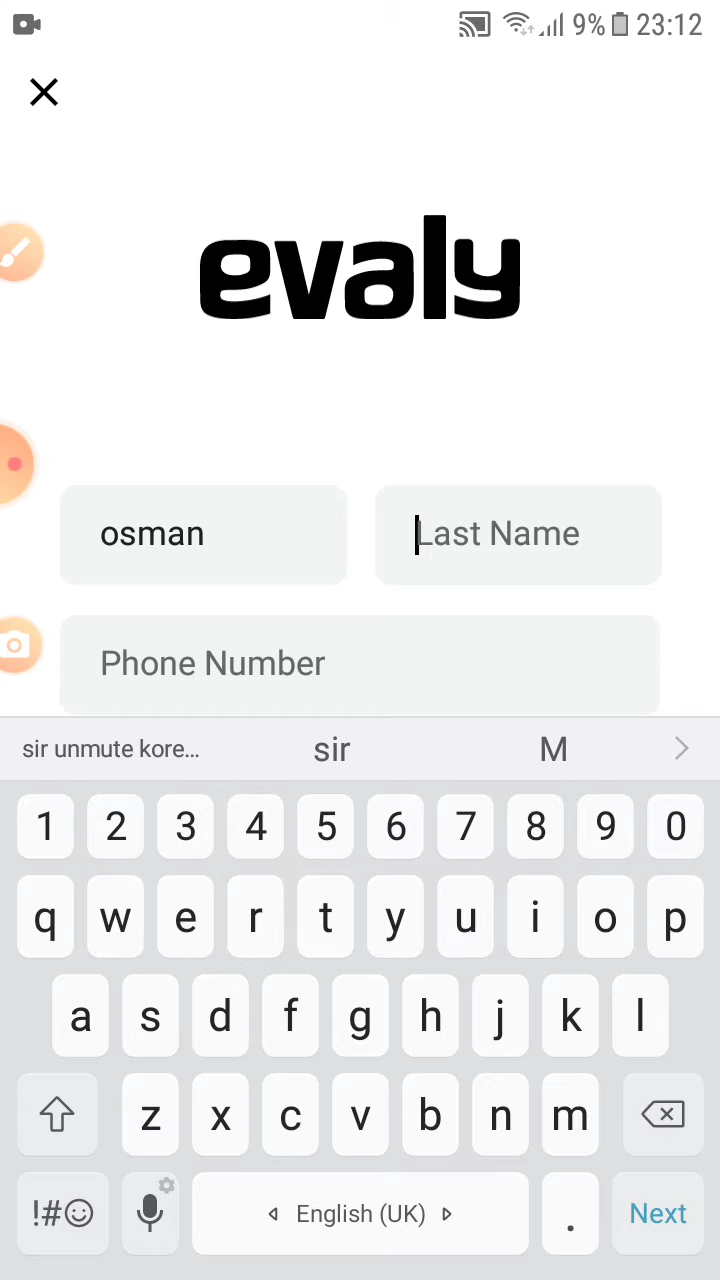 9% 23:12
evaly
osman Last Name
Phone Number
sir unmute kore... sir M
1 2 3 4 5 6 7 8 9 0
q w e r t y u i o p
a s d f g h j k l
z x c v b n m
!#☺ English (UK) . Next